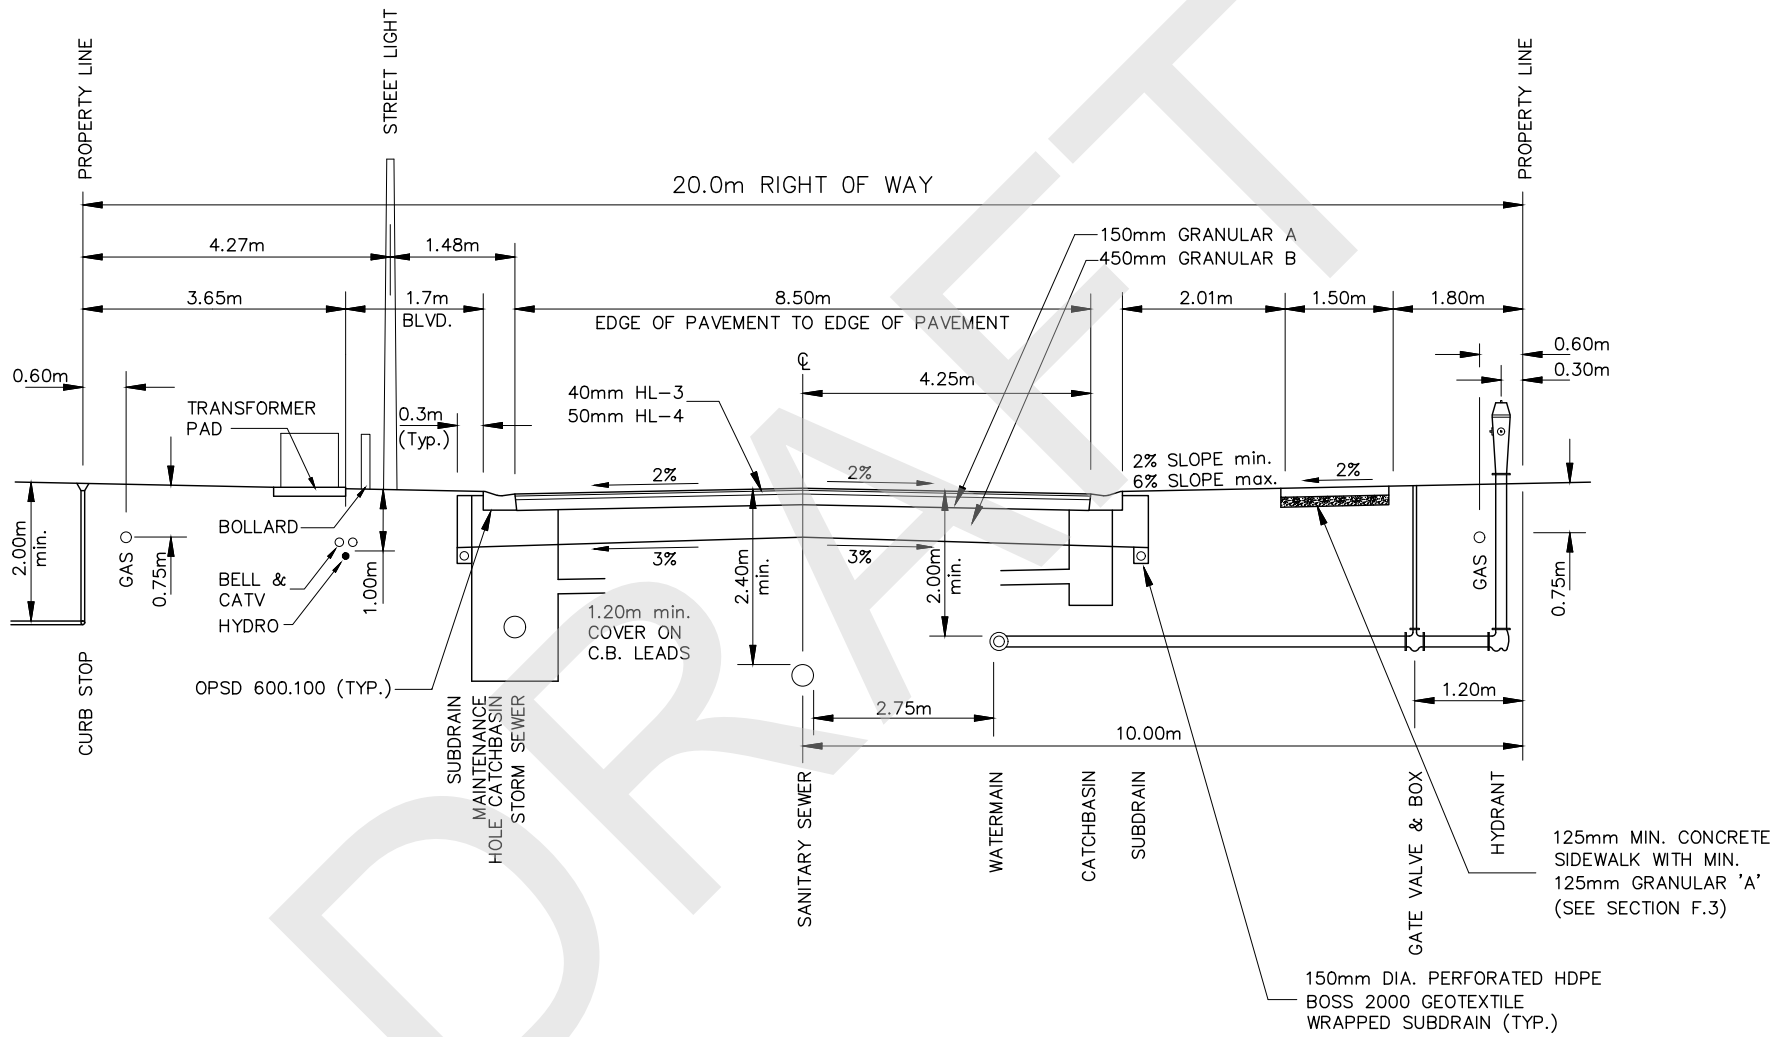 PROPERTY LINE
STREET LIGHT
PROPERTY LINE
20.0m RIGHT OF WAY
4.27m
1.48m
150mm GRANULAR A
450mm GRANULAR B
3.65m
1.7m
BLVD.
8.50m
EDGE OF PAVEMENT TO EDGE OF PAVEMENT
2.01m
1.50m
1.80m
0.60m
0.30m
0.60m
℄
4.25m
TRANSFORMER
PAD
0.3m
(Typ.)
40mm HL-3
50mm HL-4
2%
2%
2% SLOPE min.
6% SLOPE max.
2%
2.00m
min.
GAS
0.75m
BOLLARD
BELL &
CATV
HYDRO
1.00m
3%
3%
2.40m
min.
2.00m
min.
1.20m min.
COVER ON
C.B. LEADS
GAS
0.75m
CURB STOP
OPSD 600.100 (TYP.)
SUBDRAIN
MAINTENANCE
HOLE CATCHBASIN
STORM SEWER
2.75m
1.20m
10.00m
SANITARY SEWER
WATERMAIN
CATCHBASIN
SUBDRAIN
GATE VALVE & BOX
HYDRANT
125mm MIN. CONCRETE
SIDEWALK WITH MIN.
125mm GRANULAR 'A'
(SEE SECTION F.3)
150mm DIA. PERFORATED HDPE
BOSS 2000 GEOTEXTILE
WRAPPED SUBDRAIN (TYP.)
DRAFT